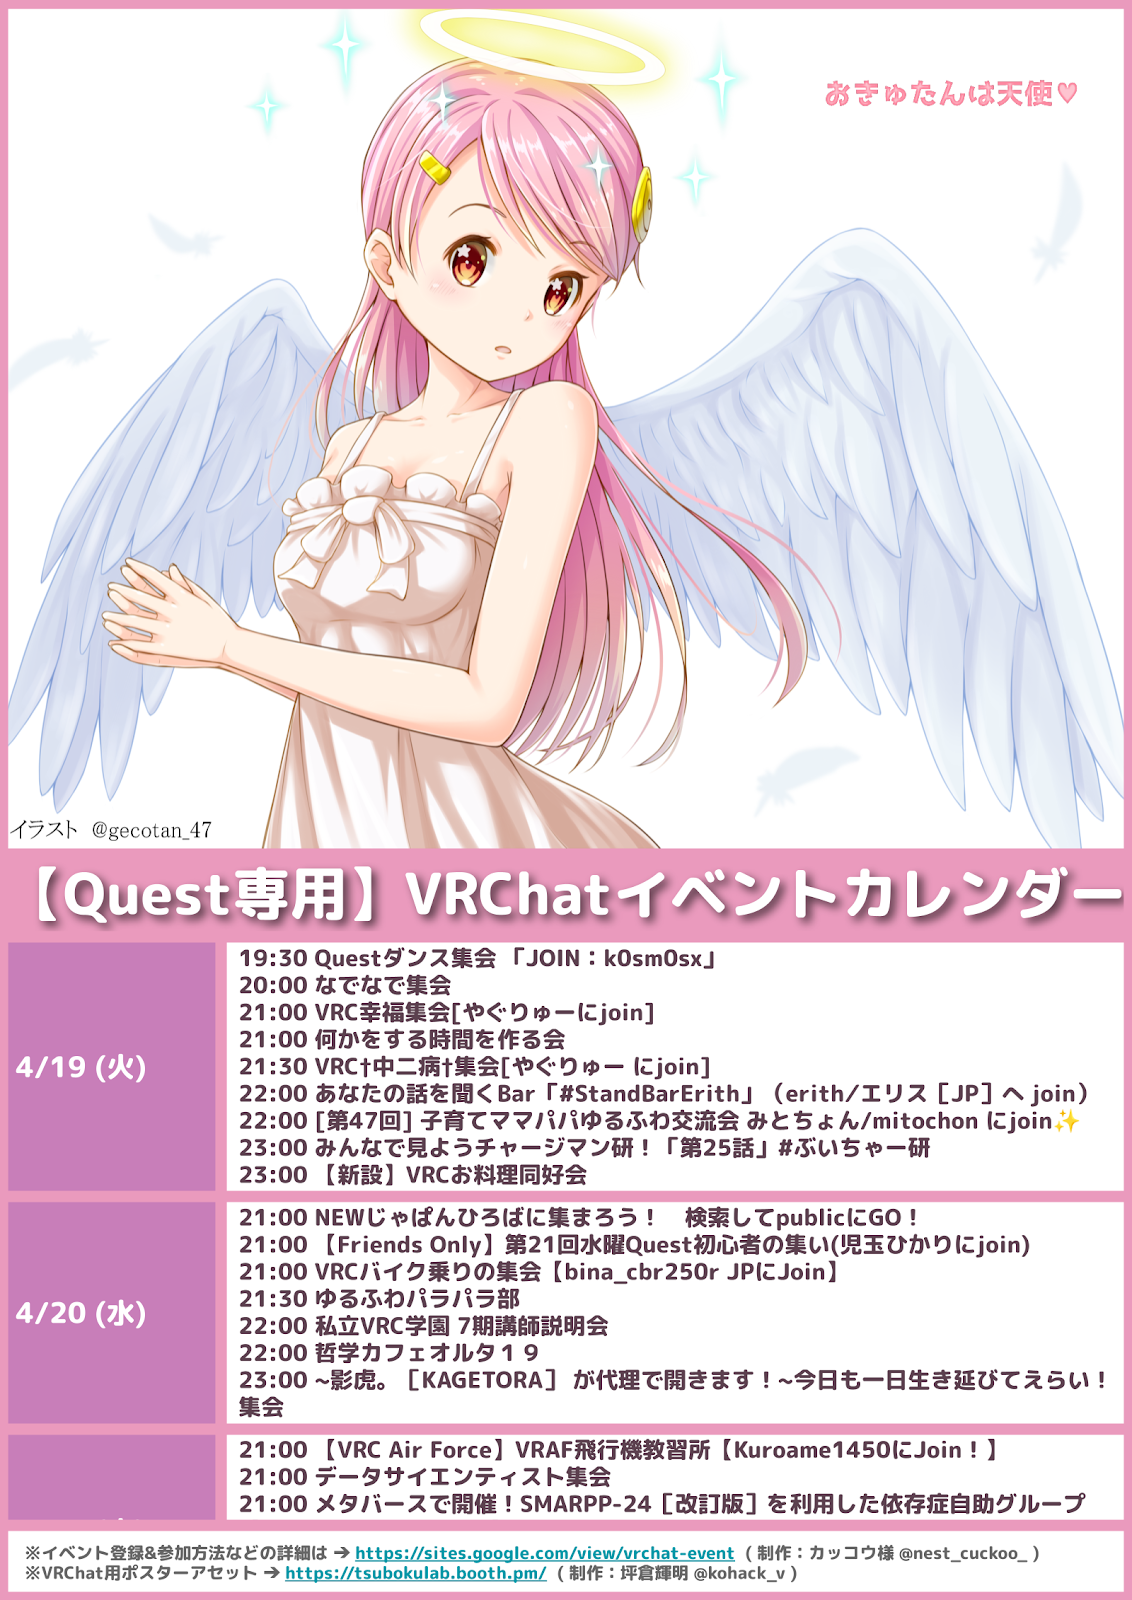 おきゅたんは天使♥
イラスト @gecotan_47
【Quest専用】VRChatイベントカレンダー
4/19 (火)
19:30 Questダンス集会 「JOIN：k0sm0sx」
20:00 なでなで集会
21:00 VRC幸福集会[やぐりゅーにjoin]
21:00 何かをする時間を作る会
21:30 VRC†中二病†集会[やぐりゅー にjoin]
22:00 あなたの話を聞くBar「#StandBarErith」（erith/エリス［JP］へ join）
22:00 [第47回] 子育てママパパゆるふわ交流会 みとちょん/mitochon にjoin✨
23:00 みんなで見ようチャージマン研！「第25話」#ぶいちゃー研
23:00 【新設】VRCお料理同好会
4/20 (水)
21:00 NEWじゃぱんひろばに集まろう！　検索してpublicにGO！
21:00 【Friends Only】第21回水曜Quest初心者の集い(児玉ひかりにjoin)
21:00 VRCバイク乗りの集会【bina_cbr250r JPにJoin】
21:30 ゆるふわパラパラ部
22:00 私立VRC学園 7期講師説明会
22:00 哲学カフェオルタ１９
23:00 ~影虎。［KAGETORA］ が代理で開きます！~今日も一日生き延びてえらい！
集会
21:00 【VRC Air Force】VRAF飛行機教習所【Kuroame1450にJoin！】
21:00 データサイエンティスト集会
21:00 メタバースで開催！SMARPP-24［改訂版］を利用した依存症自助グループ
※イベント登録&参加方法などの詳細は ➔ https://sites.google.com/view/vrchat-event （ 制作：カッコウ様 @nest_cuckoo_ ）
※VRChat用ポスターアセット ➔ https://tsubokulab.booth.pm/ （ 制作：坪倉輝明 @kohack_v ）